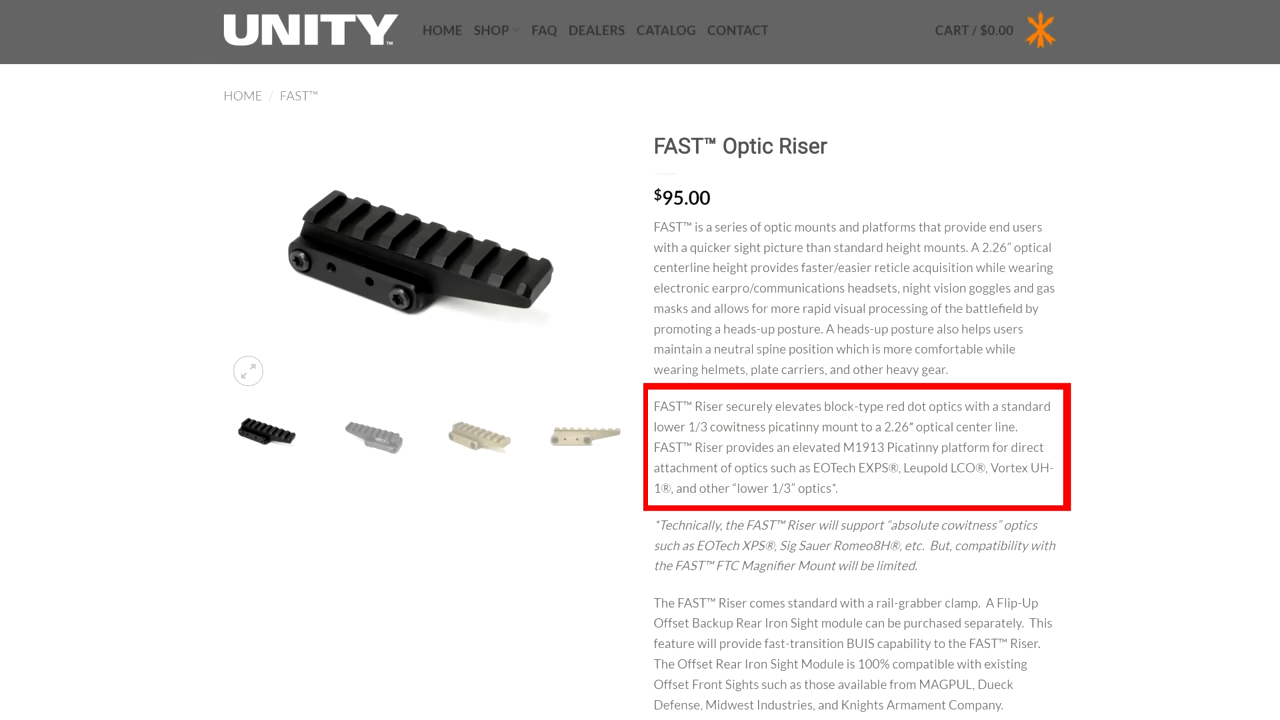 UNITY™
HOME SHOP FAQ DEALERS CATALOG CONTACT CART / $0.00
HOME / FAST™
FAST™ Optic Riser
$95.00
FAST™ is a series of optic mounts and platforms that provide end users
with a quicker sight picture than standard height mounts. A 2.26″ optical
centerline height provides faster/easier reticle acquisition while wearing
electronic earpro/communications headsets, night vision goggles and gas
masks and allows for more rapid visual processing of the battlefield by
promoting a heads-up posture. A heads-up posture also helps users
maintain a neutral spine position which is more comfortable while
wearing helmets, plate carriers, and other heavy gear.
FAST™ Riser securely elevates block-type red dot optics with a standard
lower 1/3 cowitness picatinny mount to a 2.26″ optical center line.
FAST™ Riser provides an elevated M1913 Picatinny platform for direct
attachment of optics such as EOTech EXPS®, Leupold LCO®, Vortex UH-
1®, and other “lower 1/3” optics*.
*Technically, the FAST™ Riser will support “absolute cowitness” optics
such as EOTech XPS®, Sig Sauer Romeo8H®, etc.  But, compatibility with
the FAST™ FTC Magnifier Mount will be limited.
The FAST™ Riser comes standard with a rail-grabber clamp.  A Flip-Up
Offset Backup Rear Iron Sight module can be purchased separately.  This
feature will provide fast-transition BUIS capability to the FAST™ Riser.
The Offset Rear Iron Sight Module is 100% compatible with existing
Offset Front Sights such as those available from MAGPUL, Dueck
Defense, Midwest Industries, and Knights Armament Company.